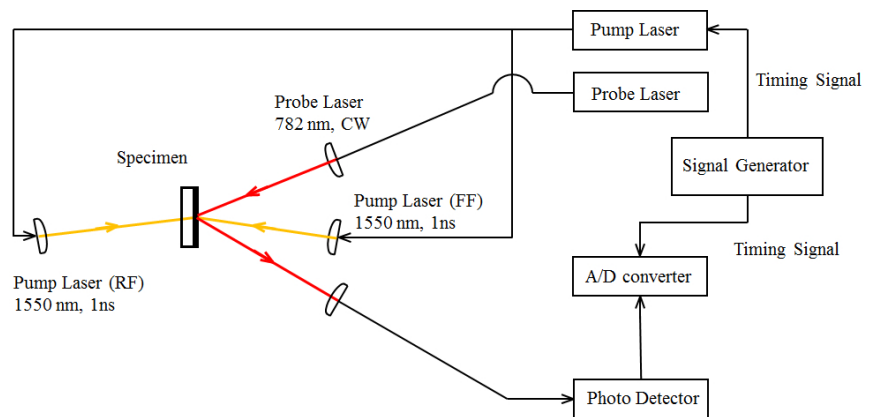 Pump Laser
Timing Signal
Probe Laser
Probe Laser
782 nm, CW
Specimen
Signal Generator
Pump Laser (FF)
1550 nm, 1ns
Timing Signal
A/D converter
Pump Laser (RF)
1550 nm, 1ns
Photo Detector